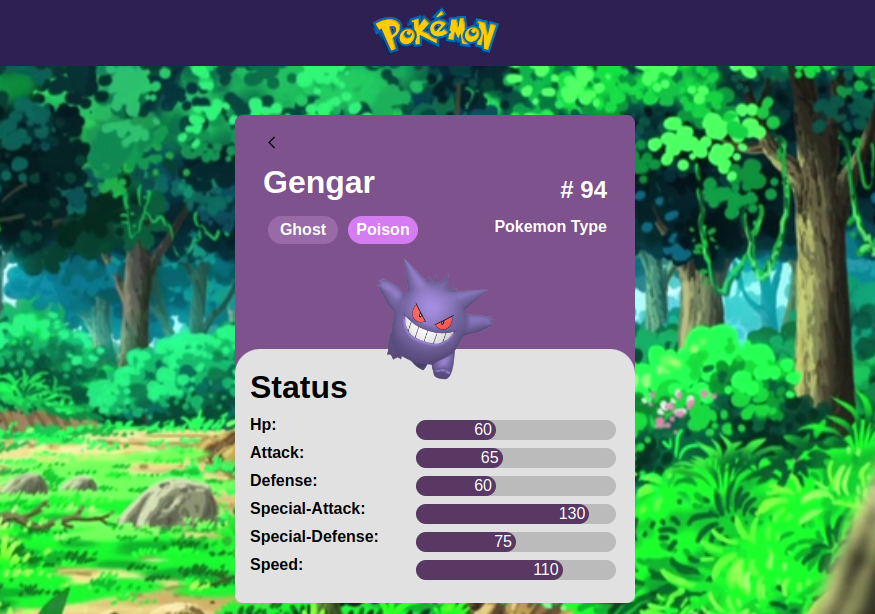 POKÉMON
Gengar
# 94
Ghost Poison
Pokemon Type
Status
Hp: 60
Attack: 65
Defense: 60
Special-Attack: 130
Special-Defense: 75
Speed: 110